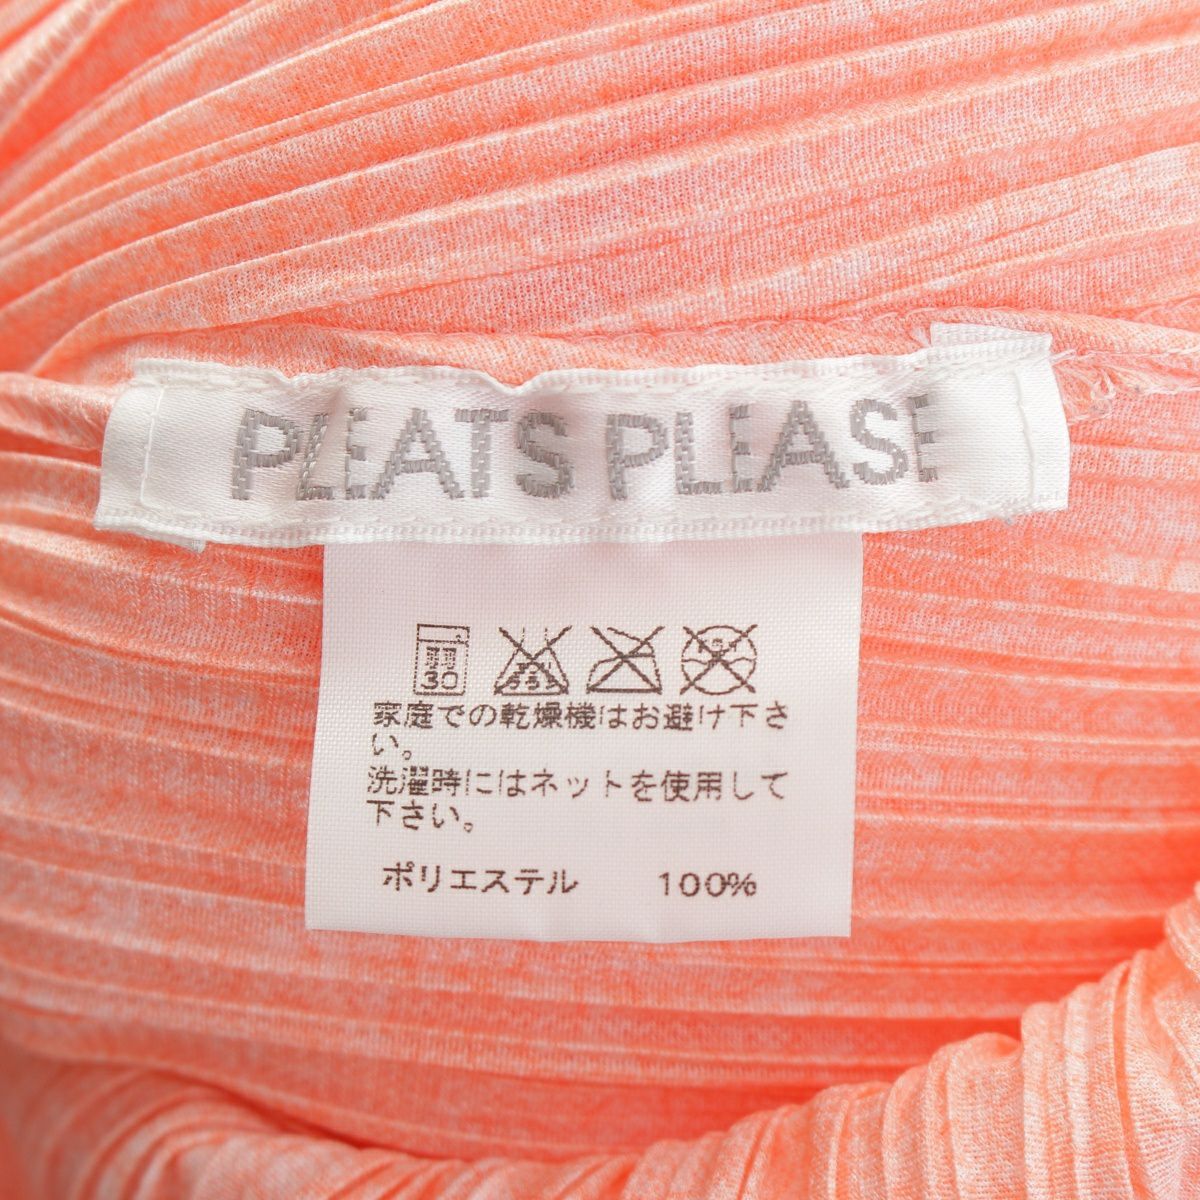 PLEATS PLEASE
弱
30
家庭での乾燥機はお避け下さ
い。
洗濯時にはネットを使用して
下さい。
ポリエステル 100%